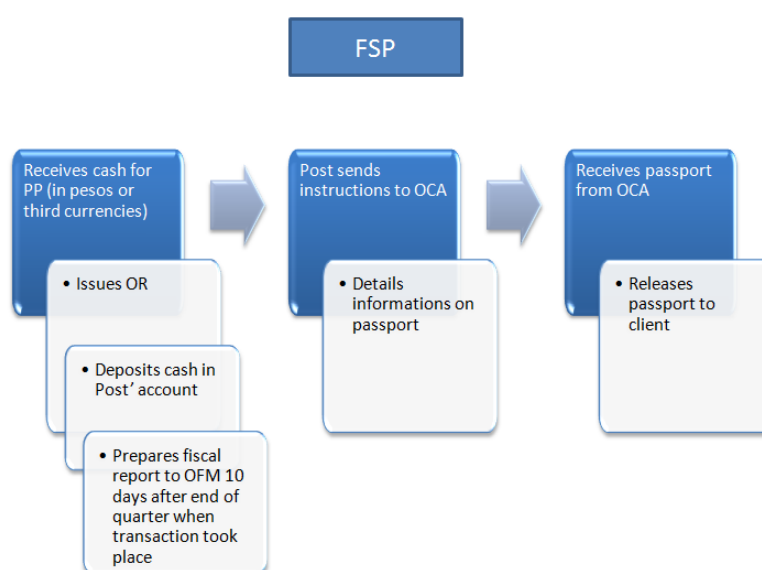 FSP
Receives cash for
PP (in pesos or
third currencies)
• Issues OR
• Deposits cash in
Post’ account
• Prepares fiscal
report to OFM 10
days after end of
quarter when
transaction took
place
Post sends
instructions to OCA
• Details
informations on
passport
Receives passport
from OCA
• Releases
passport to
client